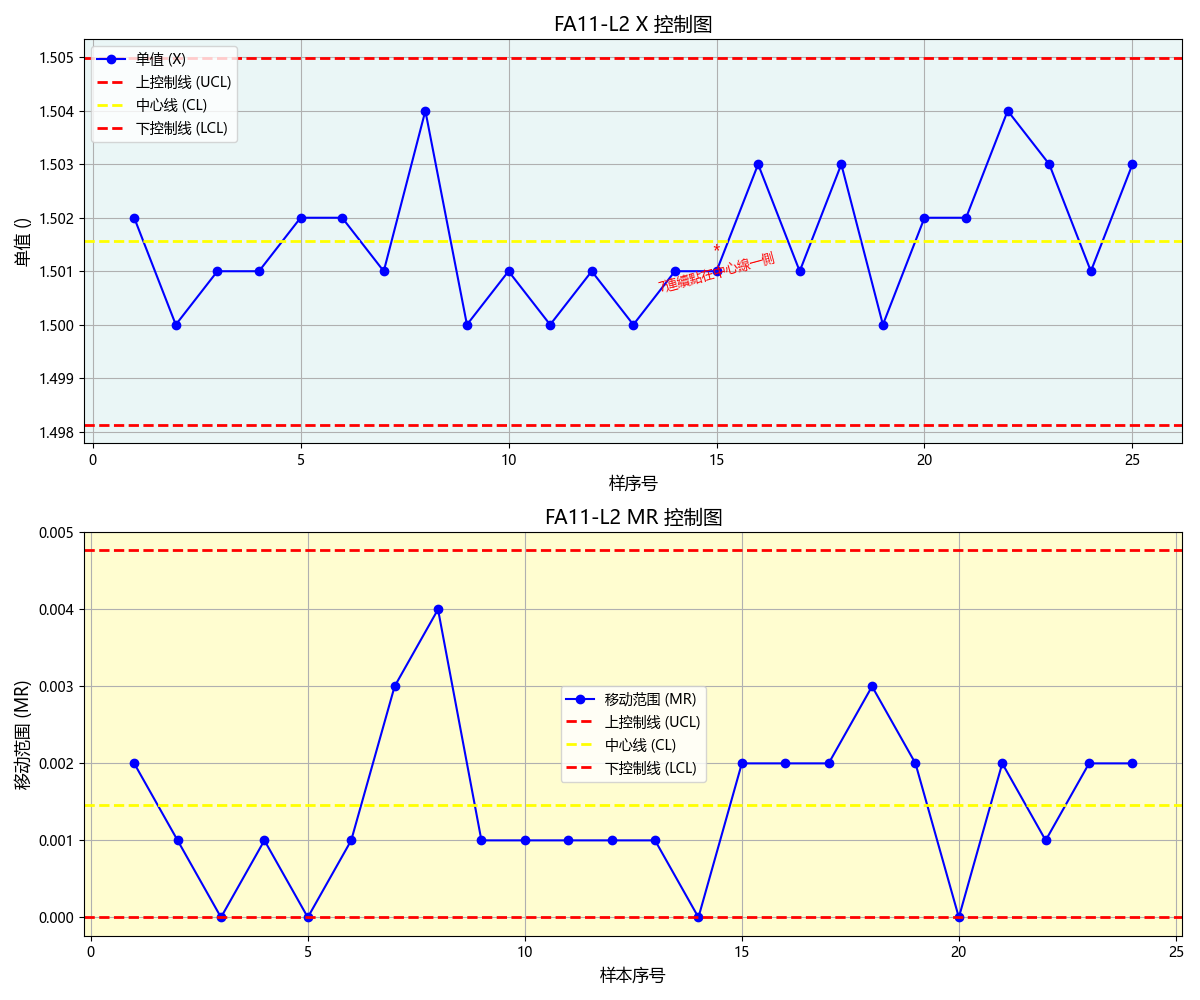 FA11-L2 X 控制图
单值 (X)
上控制线 (UCL)
中心线 (CL)
下控制线 (LCL)
单值 ()
1.505
1.504
1.503
1.502
1.501
1.500
1.499
1.498
*
7連續點在中心線一側
0 5 10 15 20 25
样序号
FA11-L2 MR 控制图
移动范围 (MR)
0.005
0.004
0.003
0.002
0.001
0.000
移动范围 (MR)
上控制线 (UCL)
中心线 (CL)
下控制线 (LCL)
0 5 10 15 20 25
样本序号